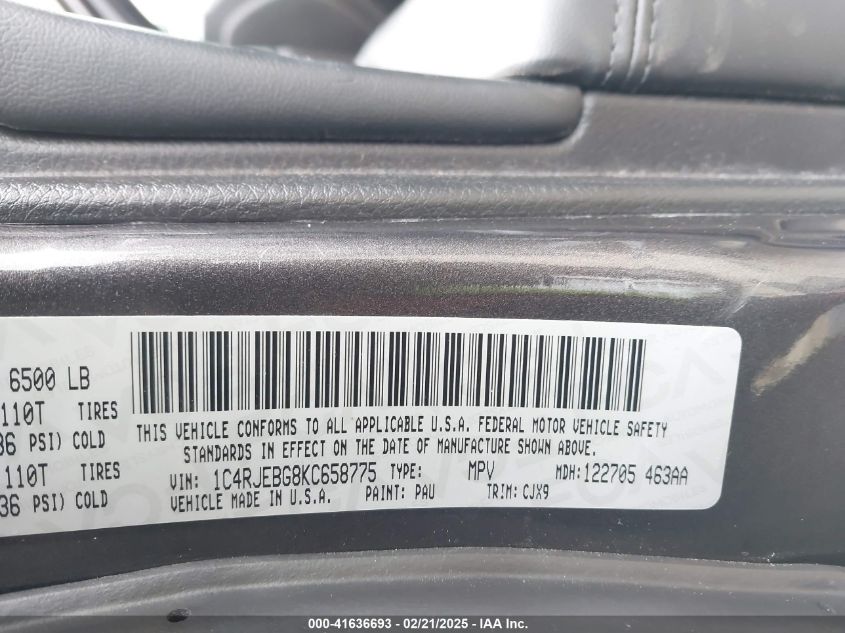 6500 LB
110T TIRES
36 PSI) COLD
110T TIRES
36 PSI) COLD
THIS VEHICLE CONFORMS TO ALL APPLICABLE U.S.A. FEDERAL MOTOR VEHICLE SAFETY
STANDARDS IN EFFECT ON THE DATE OF MANUFACTURE SHOWN ABOVE.
VIN: 1C4RJEBG8KC658775 TYPE: MPV MDH:122705 463AA
VEHICLE MADE IN U.S.A. PAINT: PAU TRIM: CJX9
000-41636693 - 02/21/2025 - IAA Inc.